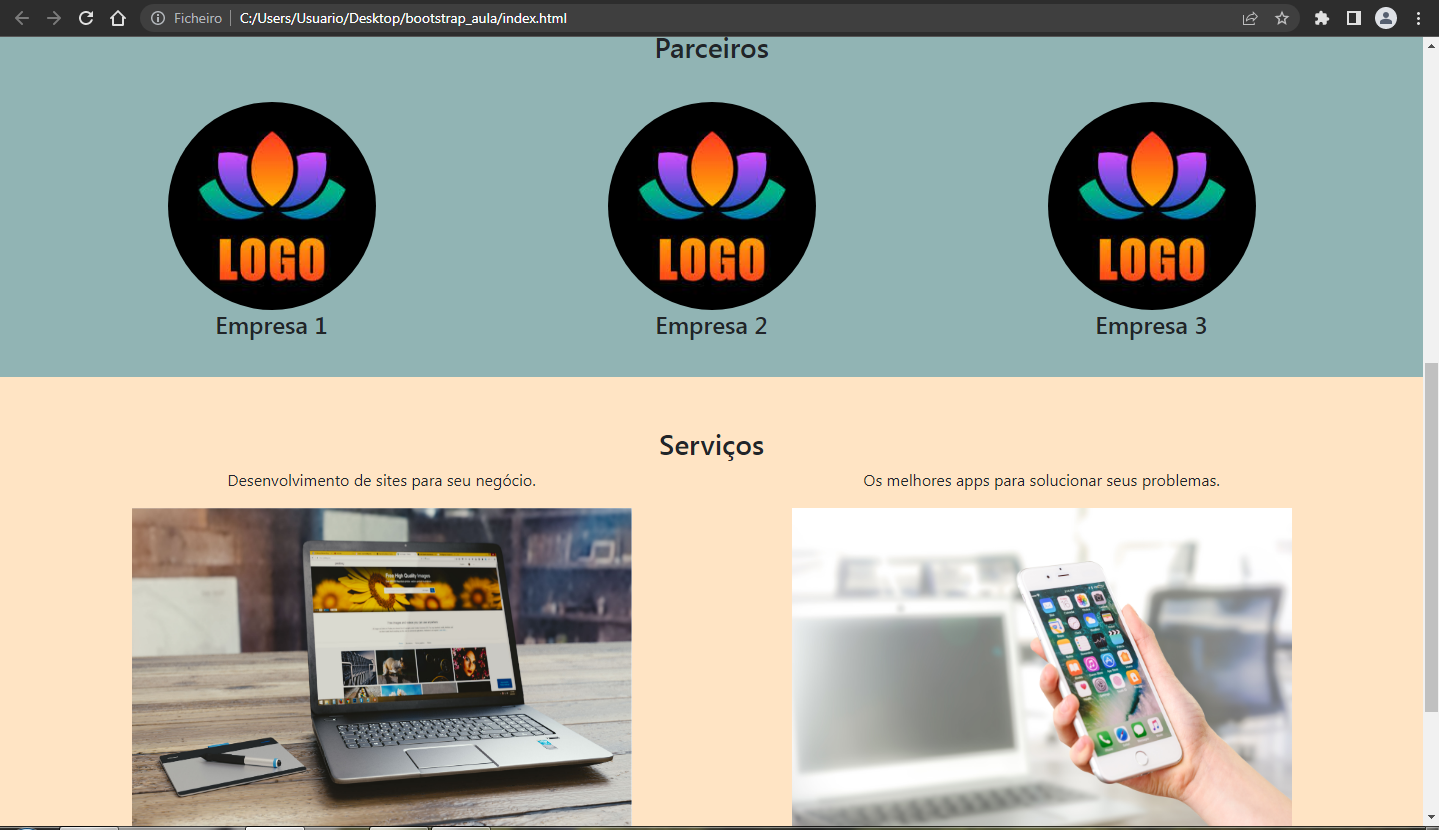 Ficheiro
C:/Users/Usuario/Desktop/bootstrap_aula/index.html
Parceiros
LOGO LOGO LOGO
Empresa 1 Empresa 2 Empresa 3
Serviços
Desenvolvimento de sites para seu negócio. Os melhores apps para solucionar seus problemas.
Free High Quality Images